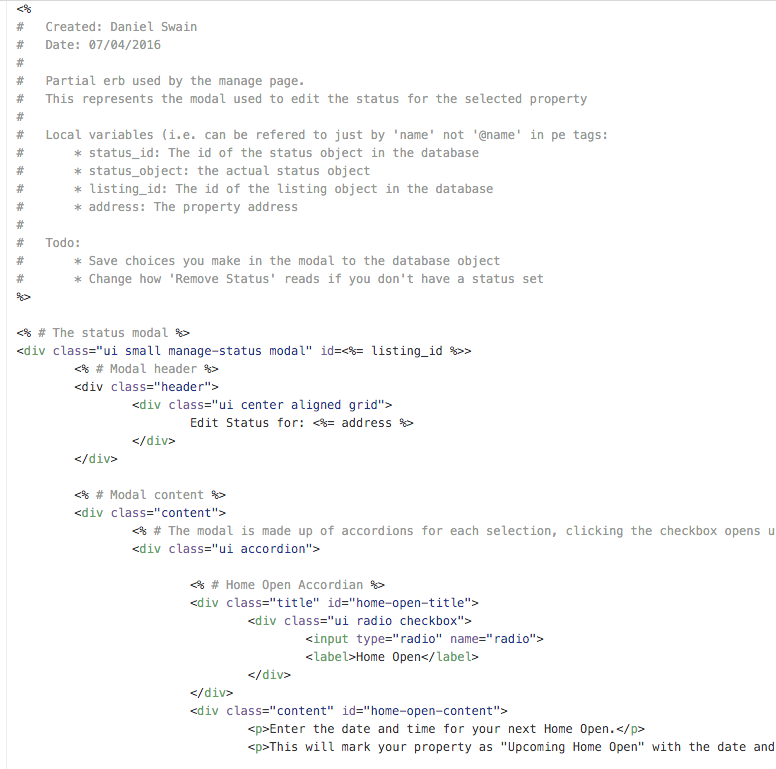 <%
#   Created: Daniel Swain
#   Date: 07/04/2016
#
#   Partial erb used by the manage page.
#   This represents the modal used to edit the status for the selected property
#
#   Local variables (i.e. can be refered to just by 'name' not '@name' in pe tags:
#       * status_id: The id of the status object in the database
#       * status_object: the actual status object
#       * listing_id: The id of the listing object in the database
#       * address: The property address
#
#   Todo:
#       * Save choices you make in the modal to the database object
#       * Change how 'Remove Status' reads if you don't have a status set
%>

<% # The status modal %>
<div class="ui small manage-status modal" id=<%= listing_id %>>
        <% # Modal header %>
        <div class="header">
                <div class="ui center aligned grid">
                        Edit Status for: <%= address %>
                </div>
        </div>

        <% # Modal content %>
        <div class="content">
                <% # The modal is made up of accordions for each selection, clicking the checkbox opens u
                <div class="ui accordion">

                        <% # Home Open Accordian %>
                        <div class="title" id="home-open-title">
                                <div class="ui radio checkbox">
                                        <input type="radio" name="radio">
                                        <label>Home Open</label>
                                </div>
                        </div>
                        <div class="content" id="home-open-content">
                                <p>Enter the date and time for your next Home Open.</p>
                                <p>This will mark your property as "Upcoming Home Open" with the date and